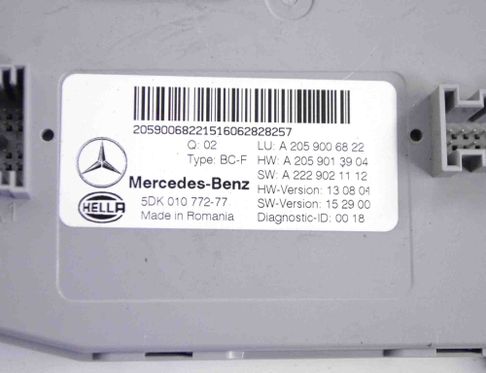 20590068221516062828257
Q: 02 LU: A 205 900 68 22
Type: BC-F HW: A 205 901 39 04
SW: A 222 902 11 12
Mercedes-Benz HW-Version: 13 08 04
HELLA 5DK 010 772-77 SW-Version: 15 29 00
Made in Romania Diagnostic-ID: 00 18